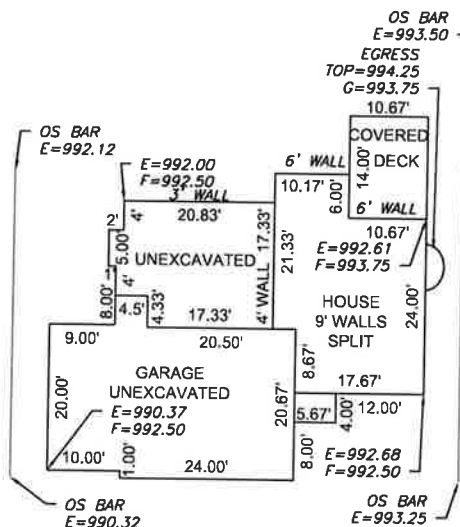 OS BAR
E=993.50
EGRESS
TOP=994.25
G=993.75
10.67'
OS BAR
E=992.12
COVERED
DECK
14.00'
E=992.00
F=992.50
3' WALL
6' WALL
10.17'
6.00'
6' WALL
10.67'
2'
4'
20.83'
17.33'
5.00'
UNEXCAVATED
21.33'
E=992.61
F=993.75
1'
4'
4' WALL
HOUSE
9' WALLS
SPLIT
24.00'
8.00'
4.5'
4.33'
17.33'
9.00'
20.50'
8.67'
GARAGE
UNEXCAVATED
17.67'
20.00'
20.67'
5.67'
4.00'
12.00'
E=990.37
F=992.50
8.00'
10.00'
1.00'
24.00'
E=992.68
F=992.50
OS BAR
E=990.32
OS BAR
E=993.25